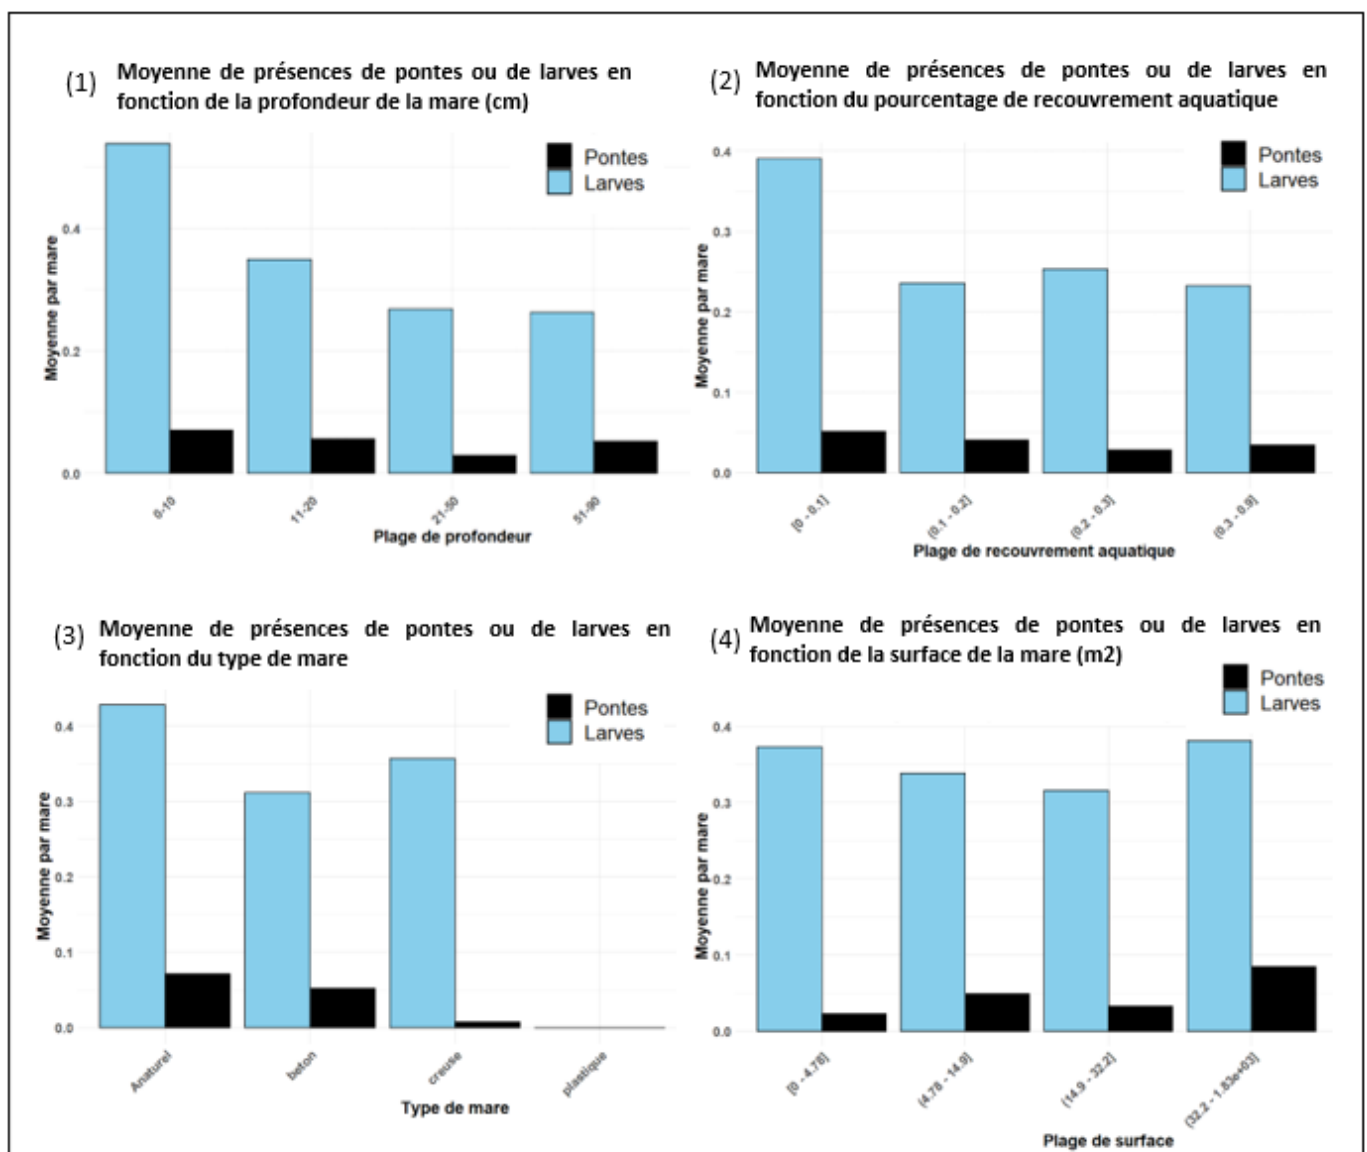 (1) Moyenne de présences de pontes ou de larves en
fonction de la profondeur de la mare (cm)
Pontes
Larves
Moyenne par mare
0.4
0.2
0.0
0-10
11-20
21-50
51-90
Plage de profondeur
(2) Moyenne de présences de pontes ou de larves en
fonction du pourcentage de recouvrement aquatique
Pontes
Larves
Moyenne par mare
0.4
0.3
0.2
0.1
0.0
[0 - 0.1]
(0.1 - 0.2]
(0.2 - 0.3]
(0.3 - 0.9]
Plage de recouvrement aquatique
(3) Moyenne de présences de pontes ou de larves en
fonction du type de mare
Pontes
Larves
Moyenne par mare
0.4
0.3
0.2
0.1
0.0
Anaturel
beton
creuse
plastique
Type de mare
(4) Moyenne de présences de pontes ou de larves en
fonction de la surface de la mare (m2)
Pontes
Larves
Moyenne par mare
0.4
0.3
0.2
0.1
0.0
[0 - 4.78]
(4.78 - 14.9]
(14.9 - 32.2]
(32.2 - 1.83e+03]
Plage de surface